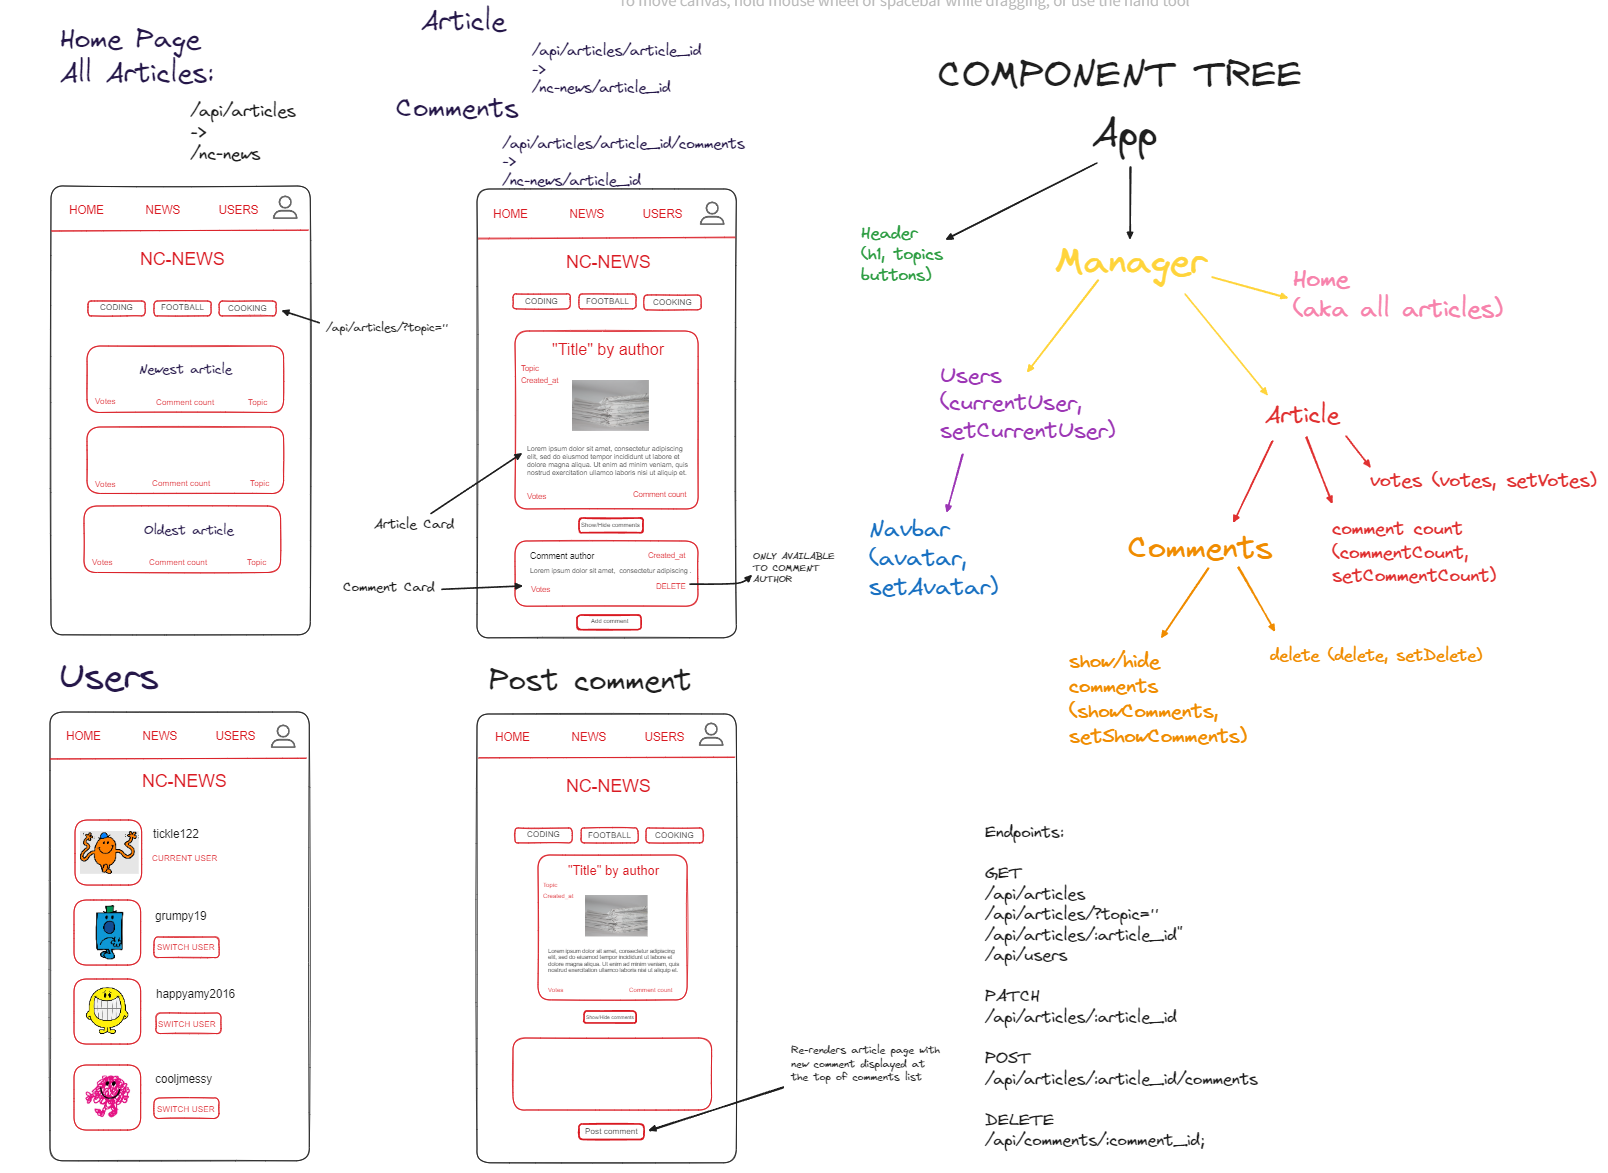 To move canvas, hold mouse wheel or spacebar while dragging, or use the hand tool
Home Page
All Articles:
/api/articles
->
/nc-news
HOME NEWS USERS
NC-NEWS
CODING FOOTBALL COOKING
/api/articles/?topic=''
Newest article
Votes Comment count Topic
Votes Comment count Topic
Oldest article
Votes Comment count Topic
Article
/api/articles/article_id
->
/nc-news/article_id
Comments
/api/articles/article_id/comments
->
/nc-news/article_id
HOME NEWS USERS
NC-NEWS
CODING FOOTBALL COOKING
"Title" by author
Topic
Created_at
Lorem ipsum dolor sit amet, consectetur adipiscing
elit, sed do eiusmod tempor incididunt ut labore et
dolore magna aliqua. Ut enim ad minim veniam, quis
nostrud exercitation ullamco laboris nisi ut aliquip et.
Votes Comment count
Article Card
Show/Hide comments
Comment author Created_at
Lorem ipsum dolor sit amet, consectetur adipiscing.
Votes DELETE
Comment Card
ONLY AVAILABLE
TO COMMENT
AUTHOR
Add comment
Users
HOME NEWS USERS
NC-NEWS
tickle122
CURRENT USER
grumpy19
SWITCH USER
happyamy2016
SWITCH USER
cooljmessy
SWITCH USER
Post comment
HOME NEWS USERS
NC-NEWS
CODING FOOTBALL COOKING
"Title" by author
Topic
Created_at
Lorem ipsum dolor sit amet, consectetur adipiscing
elit, sed do eiusmod tempor incididunt ut labore et
dolore magna aliqua. Ut enim ad minim veniam, quis
nostrud exercitation ullamco laboris nisi ut aliquip et.
Votes Comment count
Show/Hide comments
Re-renders article page with
new comment displayed at
the top of comments list
Post comment
COMPONENT TREE
App
Header
(h1, topics
buttons)
Manager
Home
(aka all articles)
Users
(currentUser,
setCurrentUser)
Article
Navbar
(avatar,
setAvatar)
votes (votes, setVotes)
comment count
(commentCount,
setCommentCount)
Comments
show/hide
comments
(showComments,
setShowComments)
delete (delete, setDelete)
Endpoints:
GET
/api/articles
/api/articles/?topic=''
/api/articles/:article_id"
/api/users
PATCH
/api/articles/:article_id
POST
/api/articles/:article_id/comments
DELETE
/api/comments/:comment_id;